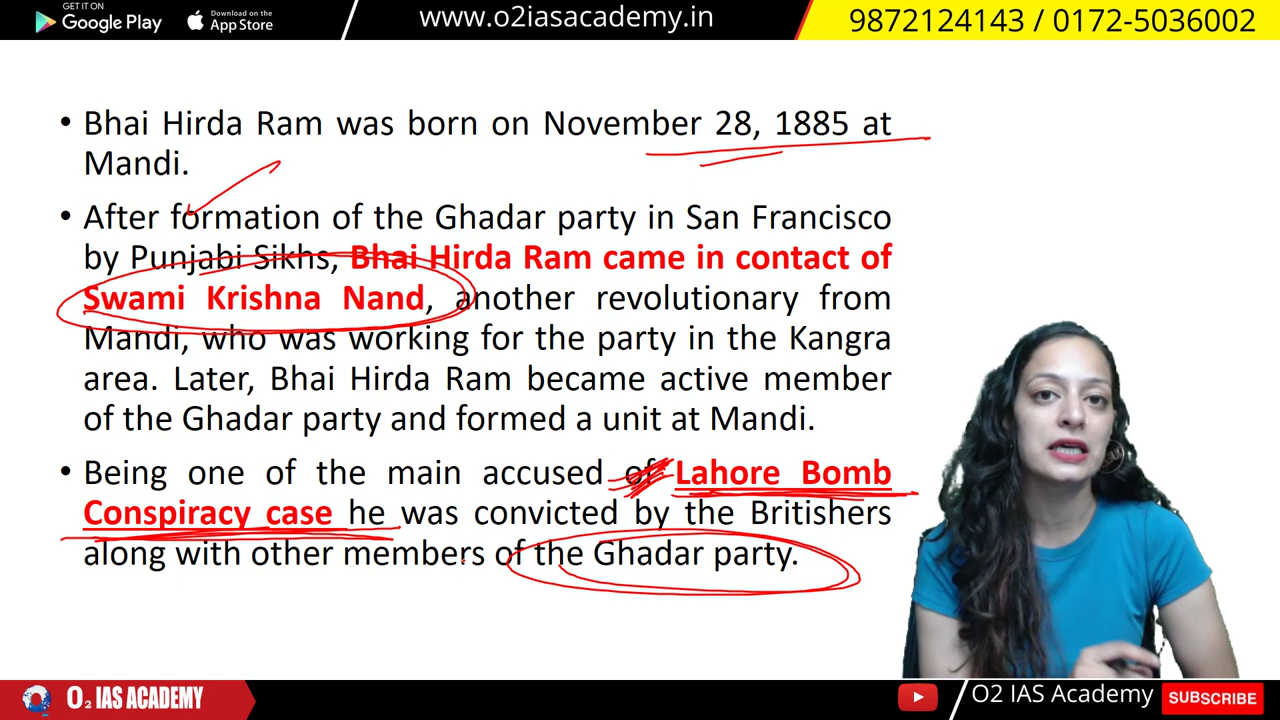 GET IT ON
Google Play
Download on the
App Store
www.o2iasacademy.in
9872124143 / 0172-5036002
• Bhai Hirda Ram was born on November 28, 1885 at
Mandi.
• After formation of the Ghadar party in San Francisco
by Punjabi Sikhs, Bhai Hirda Ram came in contact of
Swami Krishna Nand, another revolutionary from
Mandi, who was working for the party in the Kangra
area. Later, Bhai Hirda Ram became active member
of the Ghadar party and formed a unit at Mandi.
• Being one of the main accused of Lahore Bomb
Conspiracy case he was convicted by the Britishers
along with other members of the Ghadar party.
O2 IAS ACADEMY
O2 IAS Academy
SUBSCRIBE